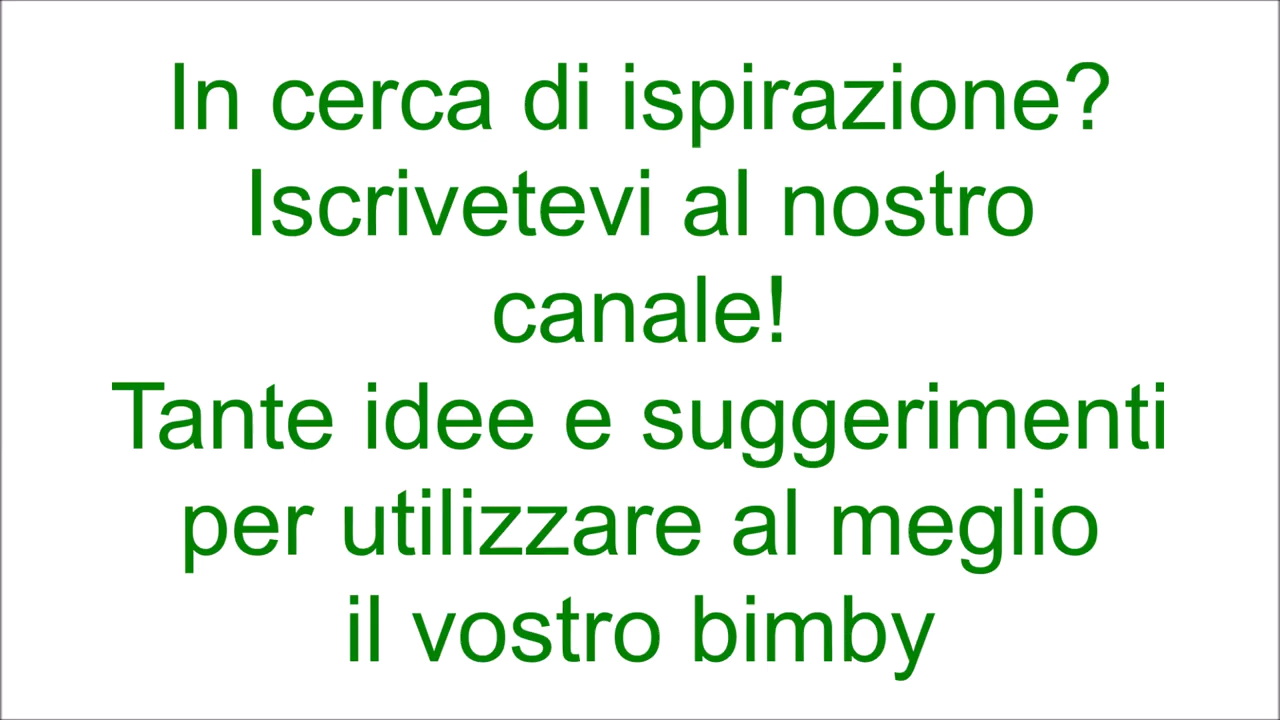 In cerca di ispirazione?
Iscrivetevi al nostro
canale!
Tante idee e suggerimenti
per utilizzare al meglio
il vostro bimby